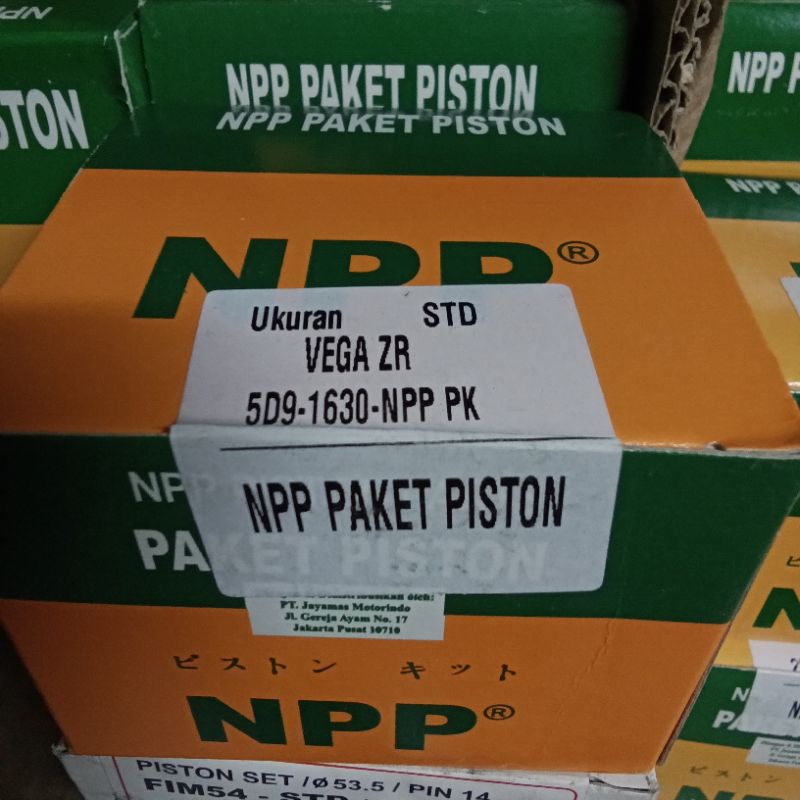 NPP
STON
NPP PAKET PISTON
NPP PAKET PISTON
NPP P
NPP
NPP®
Ukuran STD
VEGA ZR
5D9-1630-NPP PK
NPP PAKET PISTON
PAKET PISTON
PT. Jayamas Motorindo
Jl. Gereja Ayam No. 17
Jakarta Pusat 10710
ピストン キット
NPP®
PISTON SET /Ø 53.5 / PIN 14
FIM54 - STD